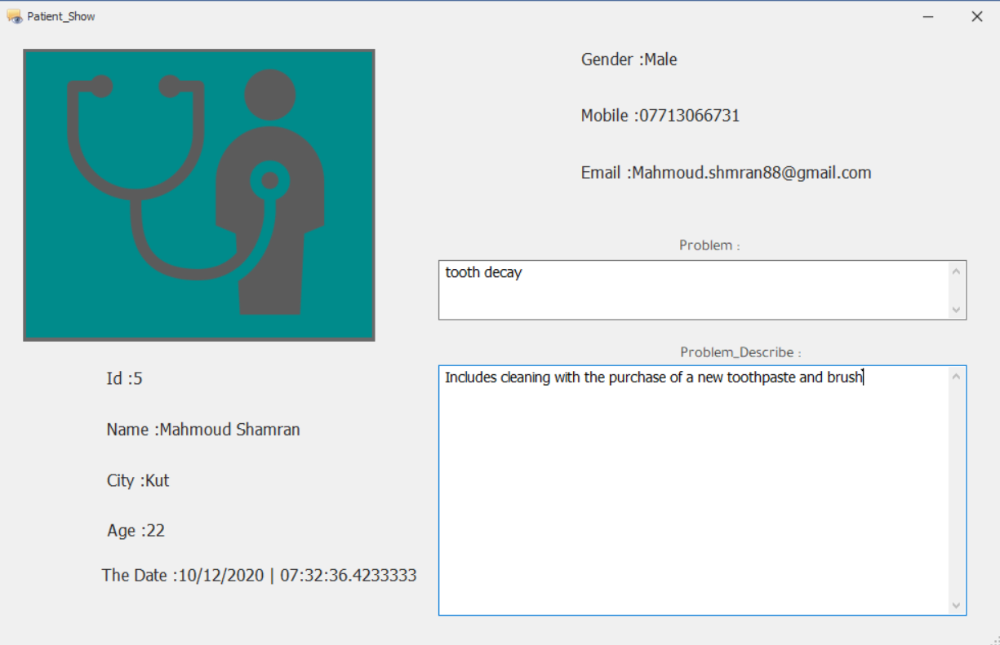 Patient_Show
Gender :Male
Mobile :07713066731
Email :Mahmoud.shmran88@gmail.com
Problem :
tooth decay
Problem_Describe :
Includes cleaning with the purchase of a new toothpaste and brush
Id :5
Name :Mahmoud Shamran
City :Kut
Age :22
The Date :10/12/2020 | 07:32:36.4233333